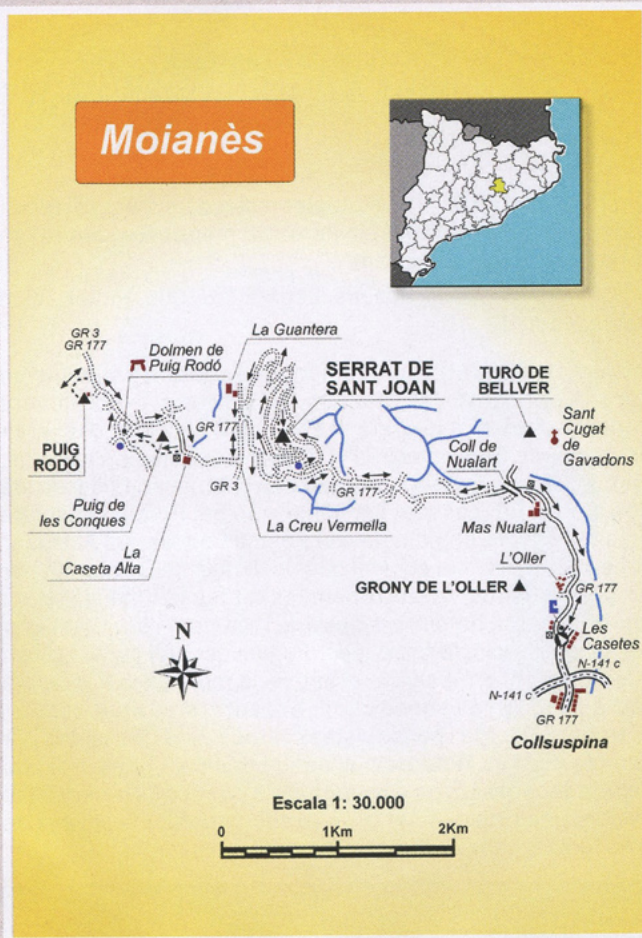 Moianès
GR 3
GR 177
Dolmen de
Puig Rodó
La Guantera
SERRAT DE
SANT JOAN
TURÓ DE
BELLVER
Sant
Cugat
de
Gavadons
PUIG
RODÓ
GR 177
Coll de
Nualart
GR 3
GR 177
Puig de
les Conques
La Creu Vermella
Mas Nualart
La
Caseta Alta
L'Oller
GRONY DE L'OLLER
GR 177
Les
Casetes
N
N-141 c
N-141 c
GR 177
Collsuspina
Escala 1: 30.000
0
1Km
2Km